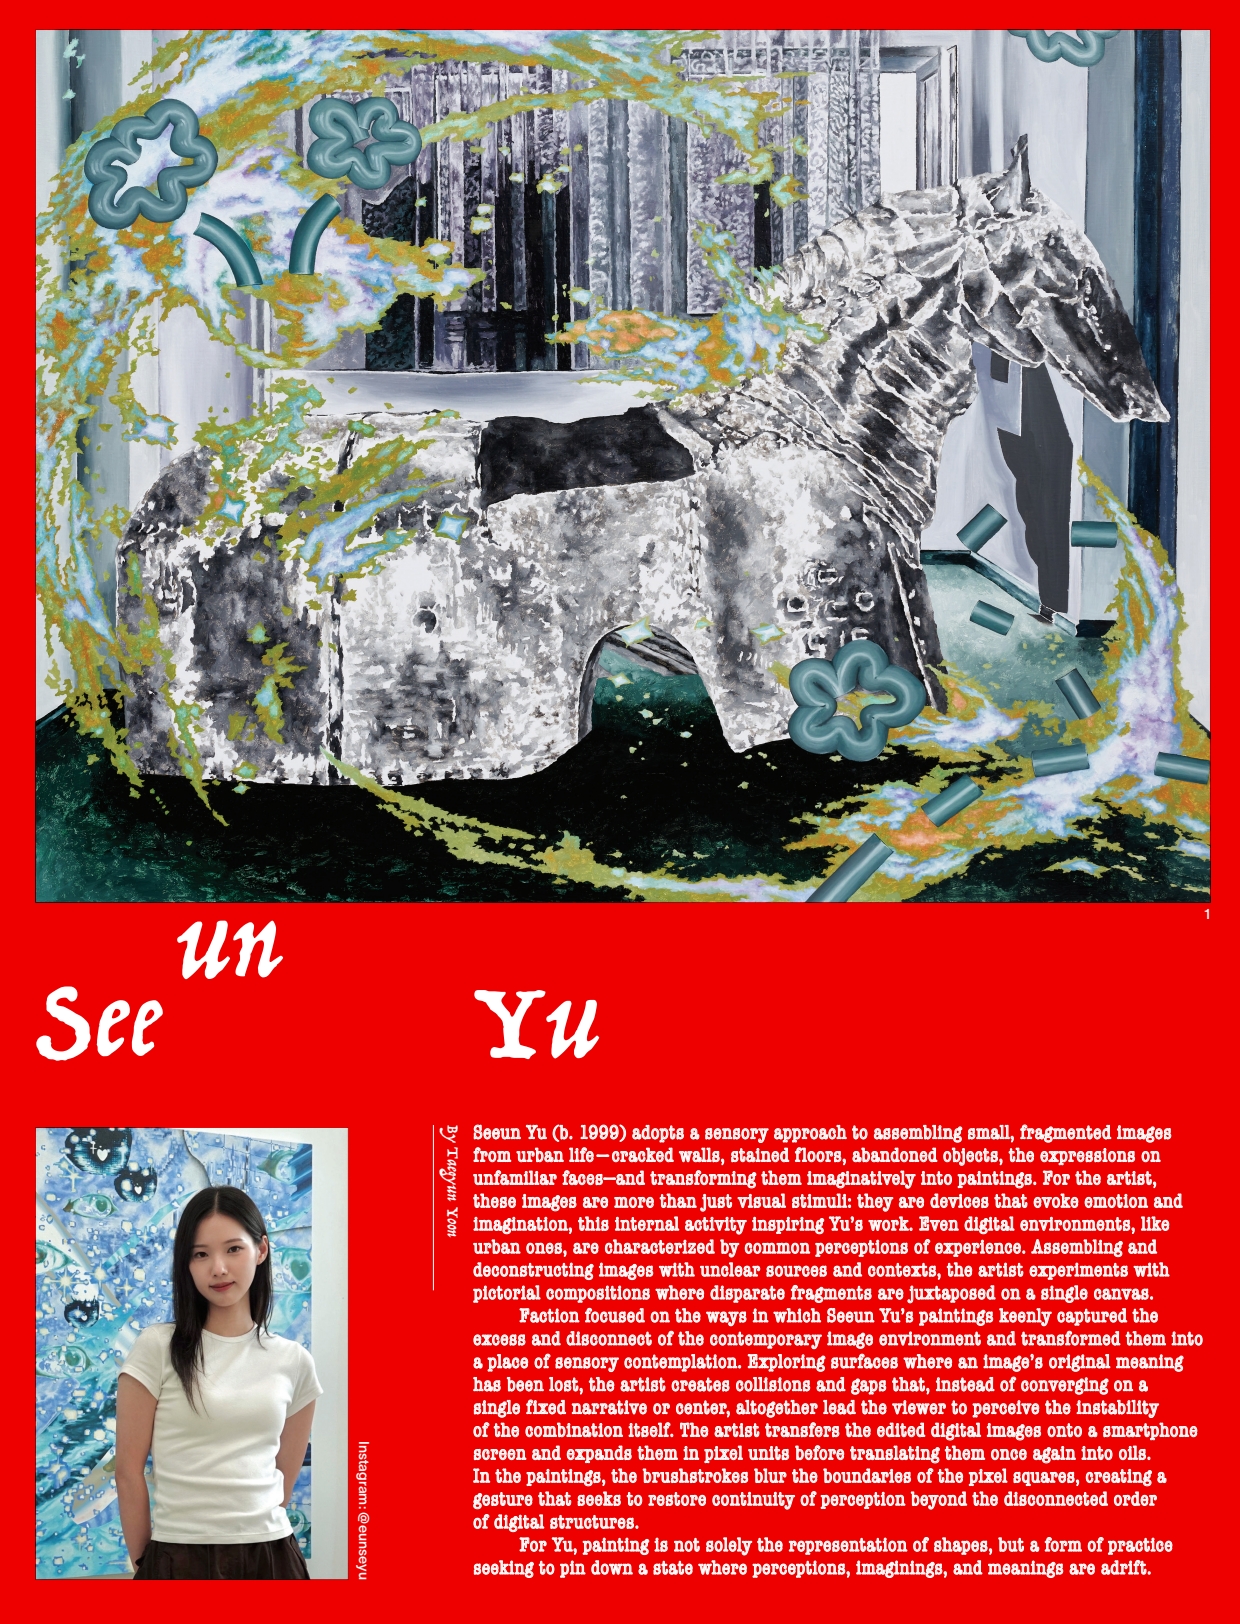 1
See un Yu
By Taeyun Yoon
Seeun Yu (b. 1999) adopts a sensory approach to assembling small, fragmented images
from urban life—cracked walls, stained floors, abandoned objects, the expressions on
unfamiliar faces—and transforming them imaginatively into paintings. For the artist,
these images are more than just visual stimuli: they are devices that evoke emotion and
imagination, this internal activity inspiring Yu's work. Even digital environments, like
urban ones, are characterized by common perceptions of experience. Assembling and
deconstructing images with unclear sources and contexts, the artist experiments with
pictorial compositions where disparate fragments are juxtaposed on a single canvas.
Faction focused on the ways in which Seeun Yu's paintings keenly captured the
excess and disconnect of the contemporary image environment and transformed them into
a place of sensory contemplation. Exploring surfaces where an image's original meaning
has been lost, the artist creates collisions and gaps that, instead of converging on a
single fixed narrative or center, altogether lead the viewer to perceive the instability
of the combination itself. The artist transfers the edited digital images onto a smartphone
screen and expands them in pixel units before translating them once again into oils.
In the paintings, the brushstrokes blur the boundaries of the pixel squares, creating a
gesture that seeks to restore continuity of perception beyond the disconnected order
of digital structures.
For Yu, painting is not solely the representation of shapes, but a form of practice
seeking to pin down a state where perceptions, imaginings, and meanings are adrift.
Instagram: @eunseyu